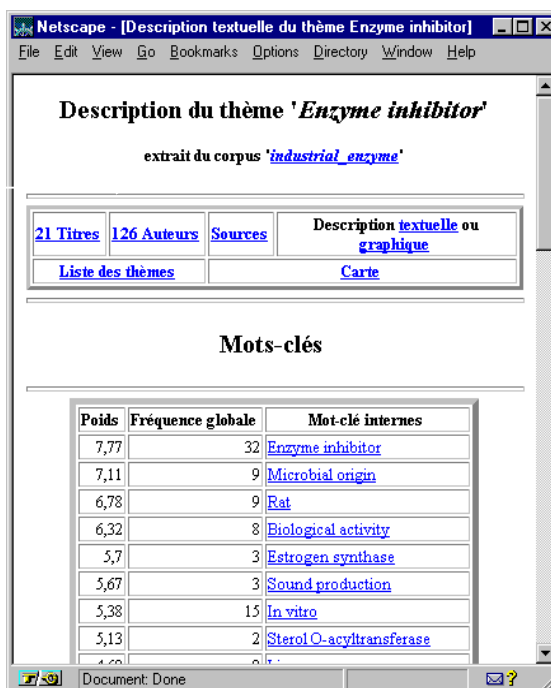 Netscape - [Description textuelle du thème Enzyme inhibitor]
File Edit View Go Bookmarks Options Directory Window Help
Description du thème 'Enzyme inhibitor'
extrait du corpus 'industrial_enzyme'
21 Titres 126 Auteurs Sources Description textuelle ou
graphique
Liste des thèmes Carte
Mots-clés
Poids Fréquence globale Mot-clé internes
7,77 32 Enzyme inhibitor
7,11 9 Microbial origin
6,78 9 Rat
6,32 8 Biological activity
5,7 3 Estrogen synthase
5,67 3 Sound production
5,38 15 In vitro
5,13 2 Sterol O-acyltransferase
Document: Done